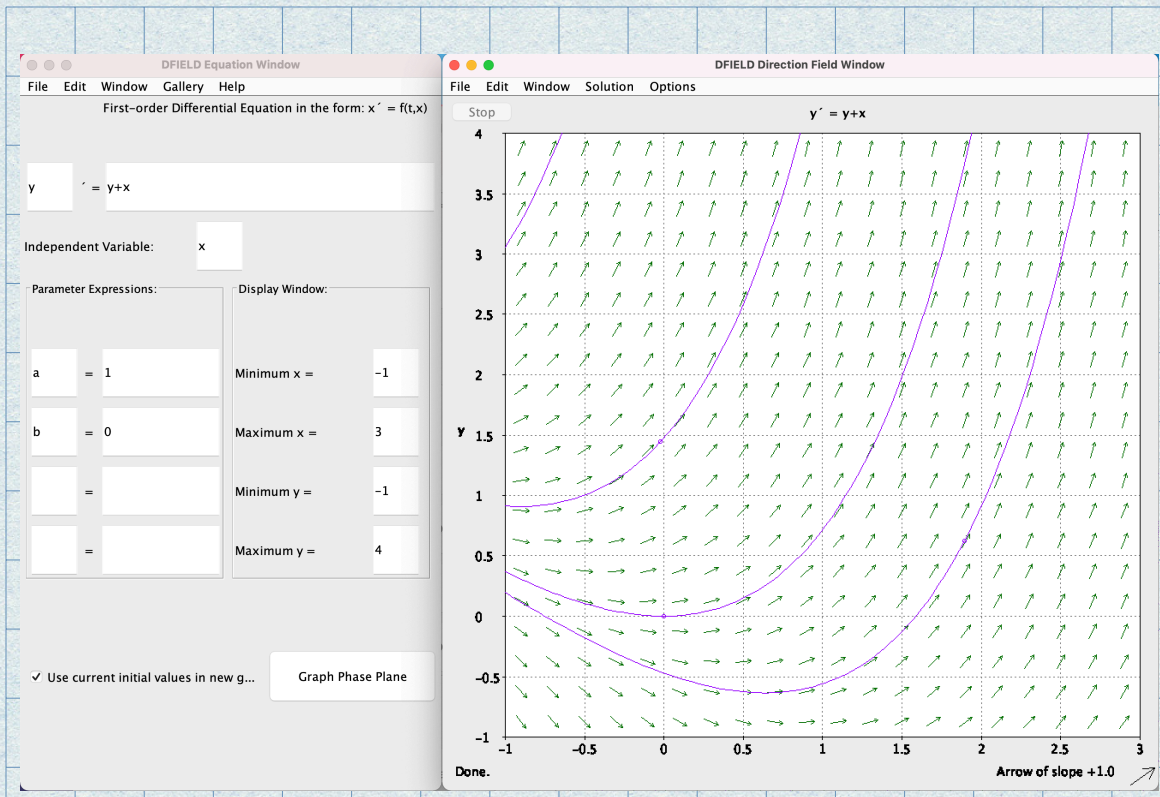 DFIELD Equation Window
File Edit Window Gallery Help
First-order Differential Equation in the form: x´ = f(t,x)
y ´ = y+x
Independent Variable: x
Parameter Expressions: Display Window:
a = 1 Minimum x = -1
b = 0 Maximum x = 3
= Minimum y = -1
= Maximum y = 4
Use current initial values in new g... Graph Phase Plane
DFIELD Direction Field Window
File Edit Window Solution Options
Stop
y´ = y+x
4
3.5
3
2.5
2
y 1.5
1
0.5
0
-0.5
-1
-1 -0.5 0 0.5 1 1.5 2 2.5 3
Done. Arrow of slope +1.0